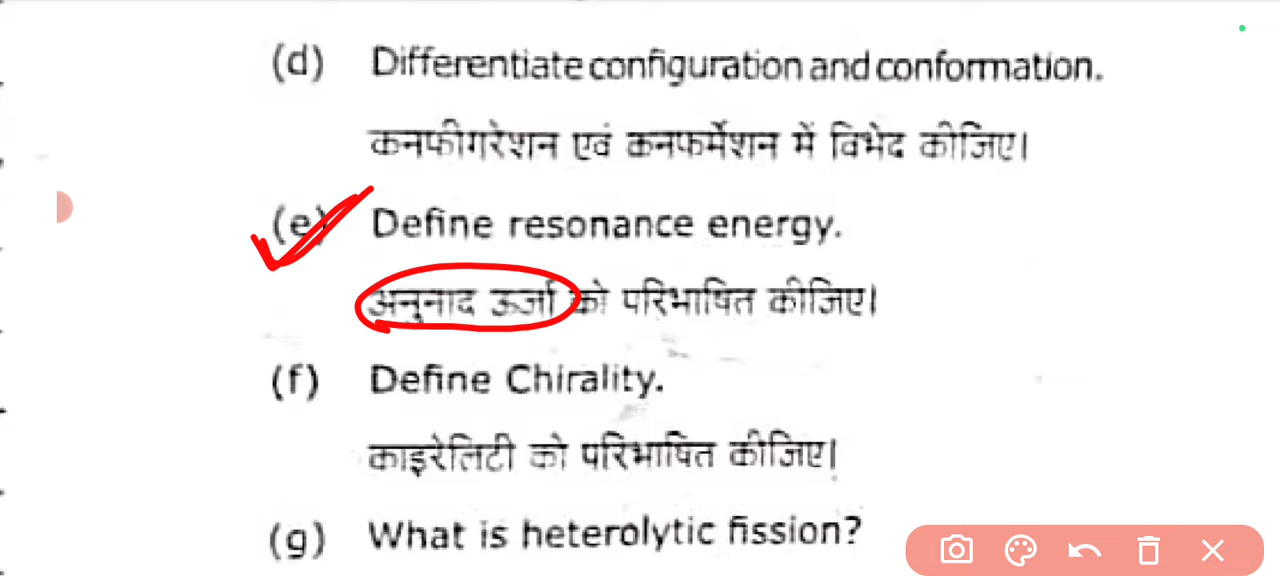 (d) Differentiate configuration and conformation.
कनफीगरेशन एवं कनफर्मेशन में विभेद कीजिए।
(e) Define resonance energy.
अनुनाद ऊर्जा को परिभाषित कीजिए।
(f) Define Chirality.
काइरेलिटी को परिभाषित कीजिए।
(g) What is heterolytic fission?